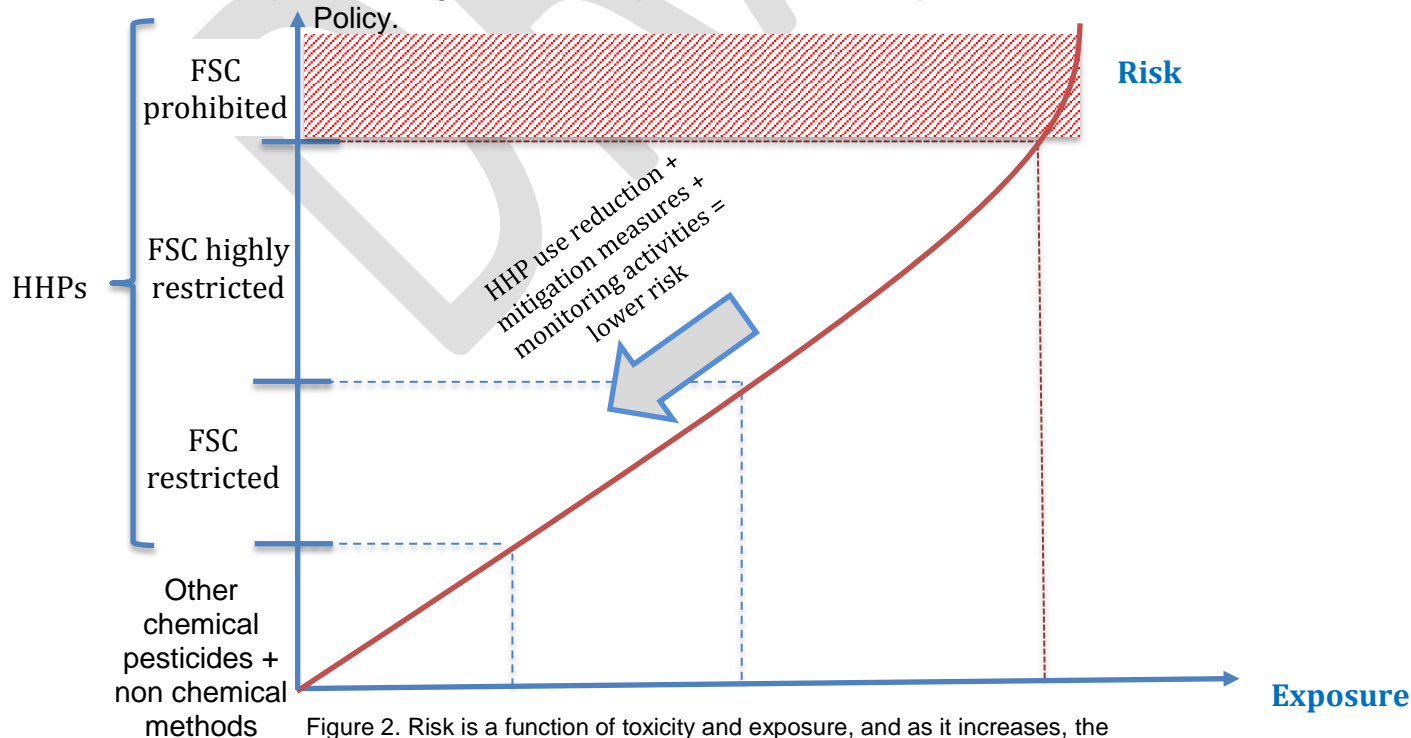 Policy.
FSC
prohibited
Risk
HHP use reduction +
mitigation measures +
monitoring activities =
lower risk
HHPs
FSC highly
restricted
FSC
restricted
Other
chemical
pesticides +
non chemical
methods
Exposure
Figure 2. Risk is a function of toxicity and exposure, and as it increases, the